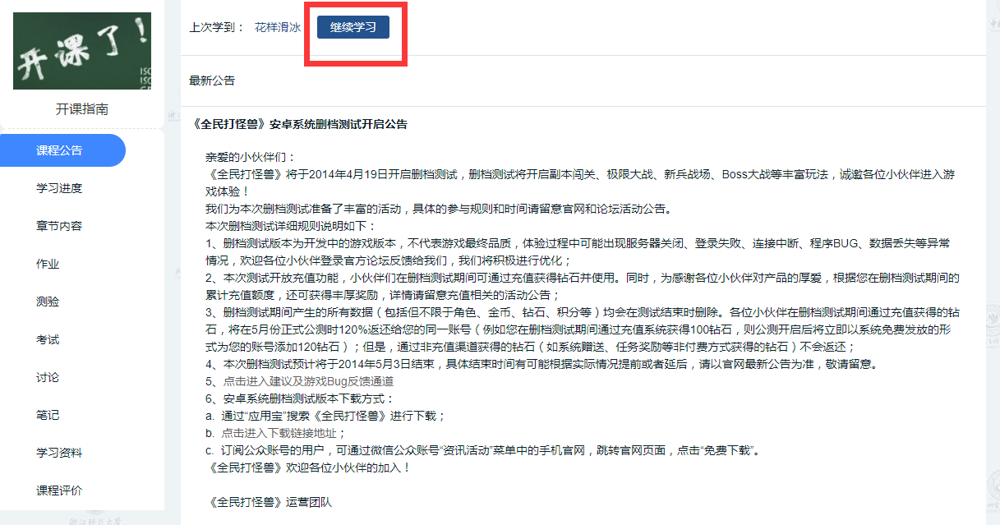 开课了！
ISC
ISC
开课指南
课程公告
学习进度
章节内容
作业
测验
考试
讨论
笔记
学习资料
课程评价
上次学到： 花样滑冰 继续学习
最新公告
《全民打怪兽》安卓系统删档测试开启公告
亲爱的小伙伴们：
《全民打怪兽》将于2014年4月19日开启删档测试，删档测试将开启副本闯关、极限大战、新兵战场、Boss大战等丰富玩法，诚邀各位小伙伴进入游
戏体验！
我们为本次删档测试准备了丰富的活动，具体的参与规则和时间请留意官网和论坛活动公告。
本次删档测试详细规则说明如下：
1、删档测试版本为开发中的游戏版本，不代表游戏最终品质，体验过程中可能出现服务器关闭、登录失败、连接中断、程序BUG、数据丢失等异常
情况，欢迎各位小伙伴登录官方论坛反馈给我们，我们将积极进行优化；
2、本次测试开放充值功能，小伙伴们在删档测试期间可通过充值获得钻石并使用。同时，为感谢各位小伙伴对产品的厚爱，根据您在删档测试期间的
累计充值额度，还可获得丰厚奖励，详情请留意充值相关的活动公告；
3、删档测试期间产生的所有数据（包括但不限于角色、金币、钻石、积分等）均会在测试结束时删除。各位小伙伴在删档测试期间通过充值获得的钻
石，将在5月份正式公测时120%返还给您的同一账号（例如您在删档测试期间通过充值系统获得100钻石，则公测开启后将立即以系统免费发放的形
式为您的账号添加120钻石）；但是，通过非充值渠道获得的钻石（如系统赠送、任务奖励等非付费方式获得的钻石）不会返还；
4、本次删档测试预计将于2014年5月3日结束，具体结束时间有可能根据实际情况提前或者延后，请以官网最新公告为准，敬请留意。
5、点击进入建议及游戏Bug反馈通道
6、安卓系统删档测试版本下载方式：
a. 通过“应用宝”搜索《全民打怪兽》进行下载；
b. 点击进入下载链接地址；
c. 订阅公众账号的用户，可通过微信公众账号“资讯活动”菜单中的手机官网，跳转官网页面，点击“免费下载”。
《全民打怪兽》欢迎各位小伙伴的加入！
《全民打怪兽》运营团队